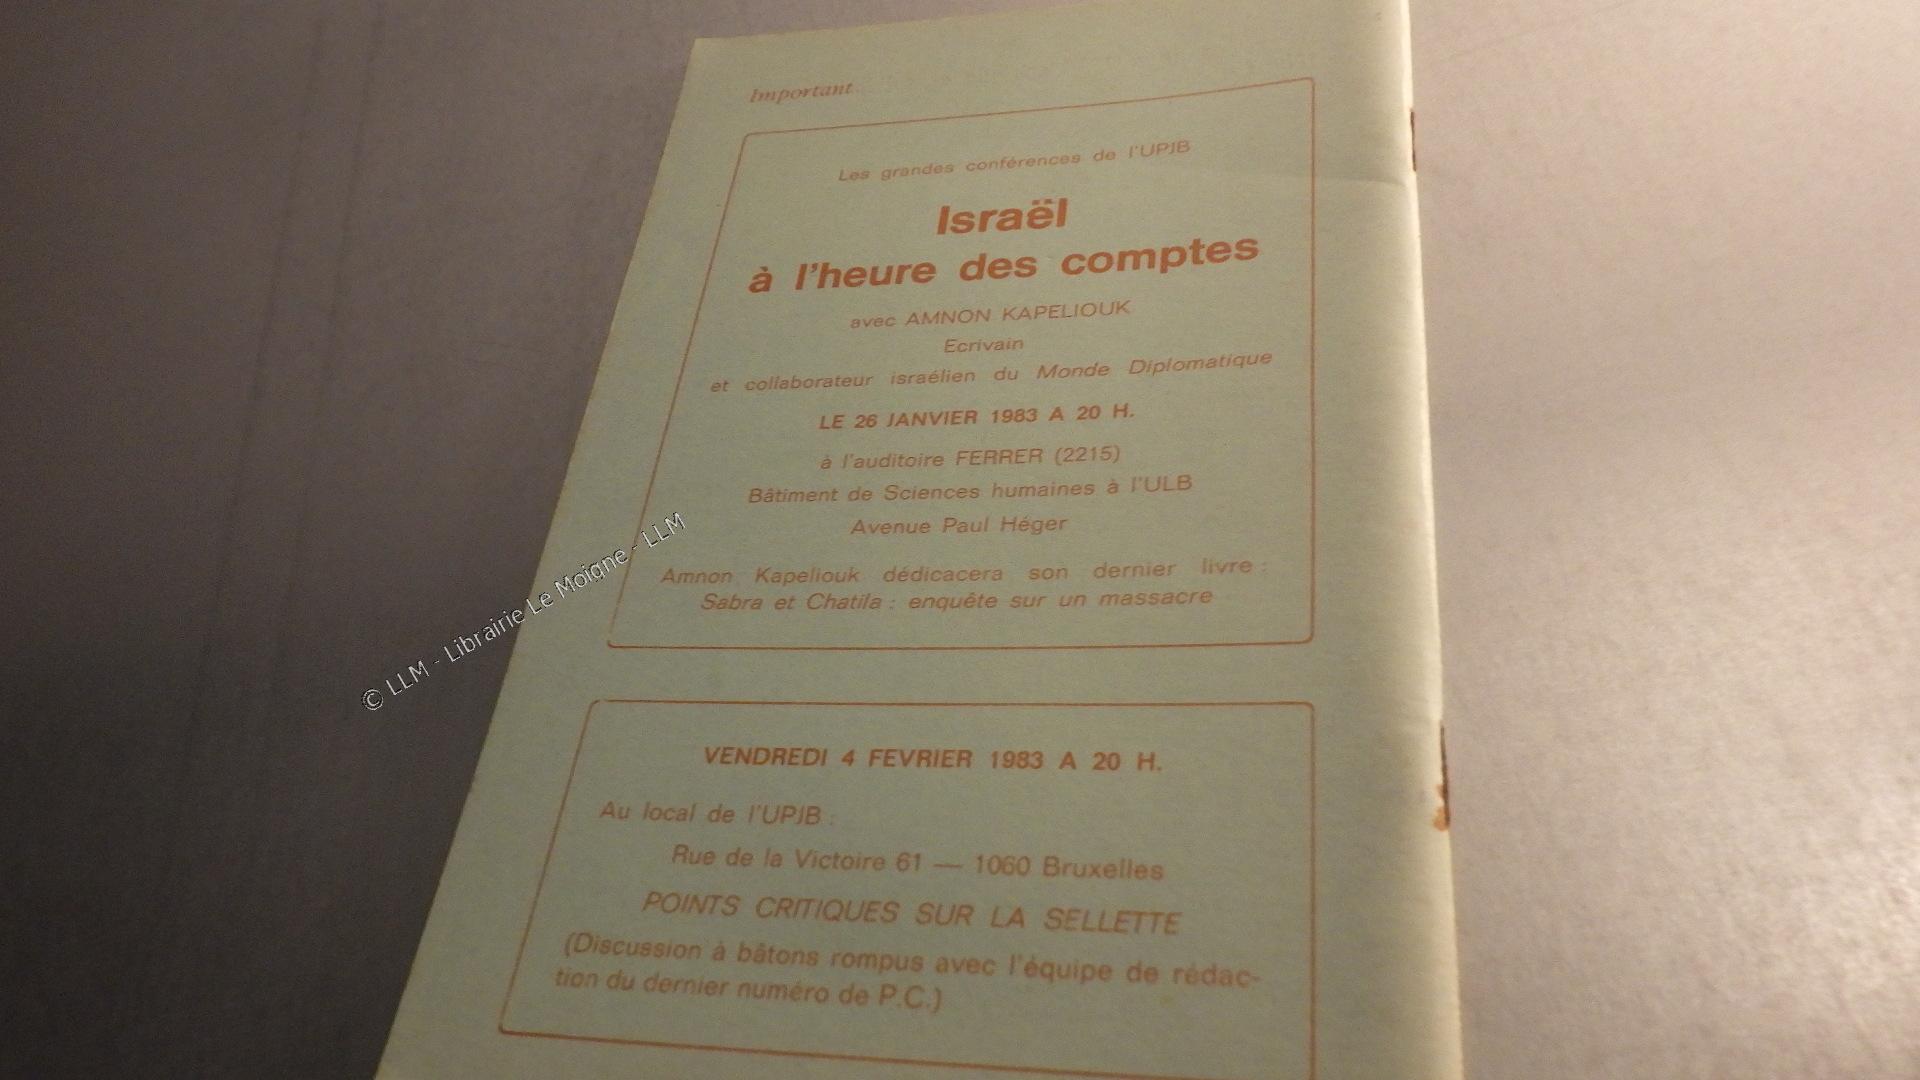 Important...
Les grandes conférences de l'UPJB
Israël
à l'heure des comptes
avec AMNON KAPELIOUK
Ecrivain
et collaborateur israélien du Monde Diplomatique
LE 26 JANVIER 1983 A 20 H.
à l'auditoire FERRER (2215)
Bâtiment de Sciences humaines à l'ULB
Avenue Paul Héger
Amnon Kapeliouk dédicacera son dernier livre :
Sabra et Chatila : enquête sur un massacre
VENDREDI 4 FEVRIER 1983 A 20 H.
Au local de l'UPJB :
Rue de la Victoire 61 — 1060 Bruxelles
POINTS CRITIQUES SUR LA SELLETTE
(Discussion à bâtons rompus avec l'équipe de rédac-
tion du dernier numéro de P.C.)
© LLM - Librairie Le Moigne - LLM